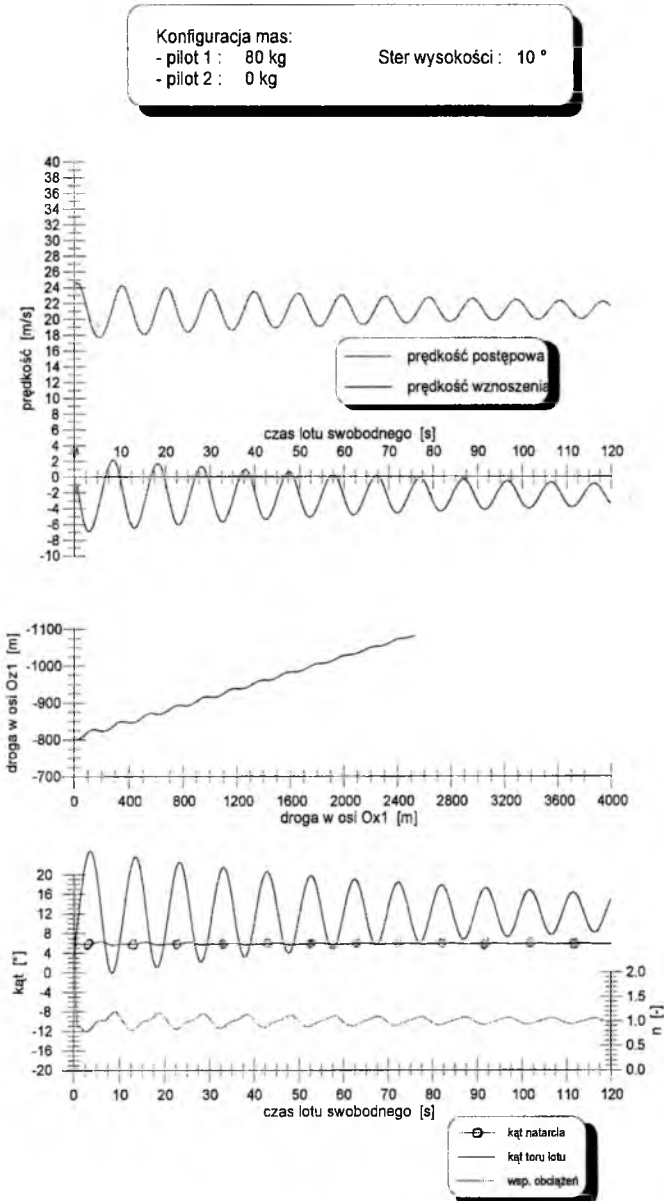 Konfiguracja mas:
- pilot 1 : 80 kg Ster wysokości : 10 °
- pilot 2 : 0 kg
40
38
36
34
32
30
28
26
24
22
20
18
16
14
12
10
8
6
4
2
0
-2
-4
-6
-8
-10
prędkość [m/s]
prędkość postępowa
prędkość wznoszenia
czas lotu swobodnego [s]
10 20 30 40 50 60 70 80 90 100 110 120
droga w osi Oz1 [m]
-1100
-1000
-900
-800
-700
0 400 800 1200 1600 2000 2400 2800 3200 3600 4000
droga w osi Ox1 [m]
kąt [°]
20
16
12
8
4
0
-4
-8
-12
-16
-20
2.0
1.5
1.0
0.5
0.0
n [-]
0 10 20 30 40 50 60 70 80 90 100 110 120
czas lotu swobodnego [s]
kąt natarcia
kąt toru lotu
wsp. obciążeń